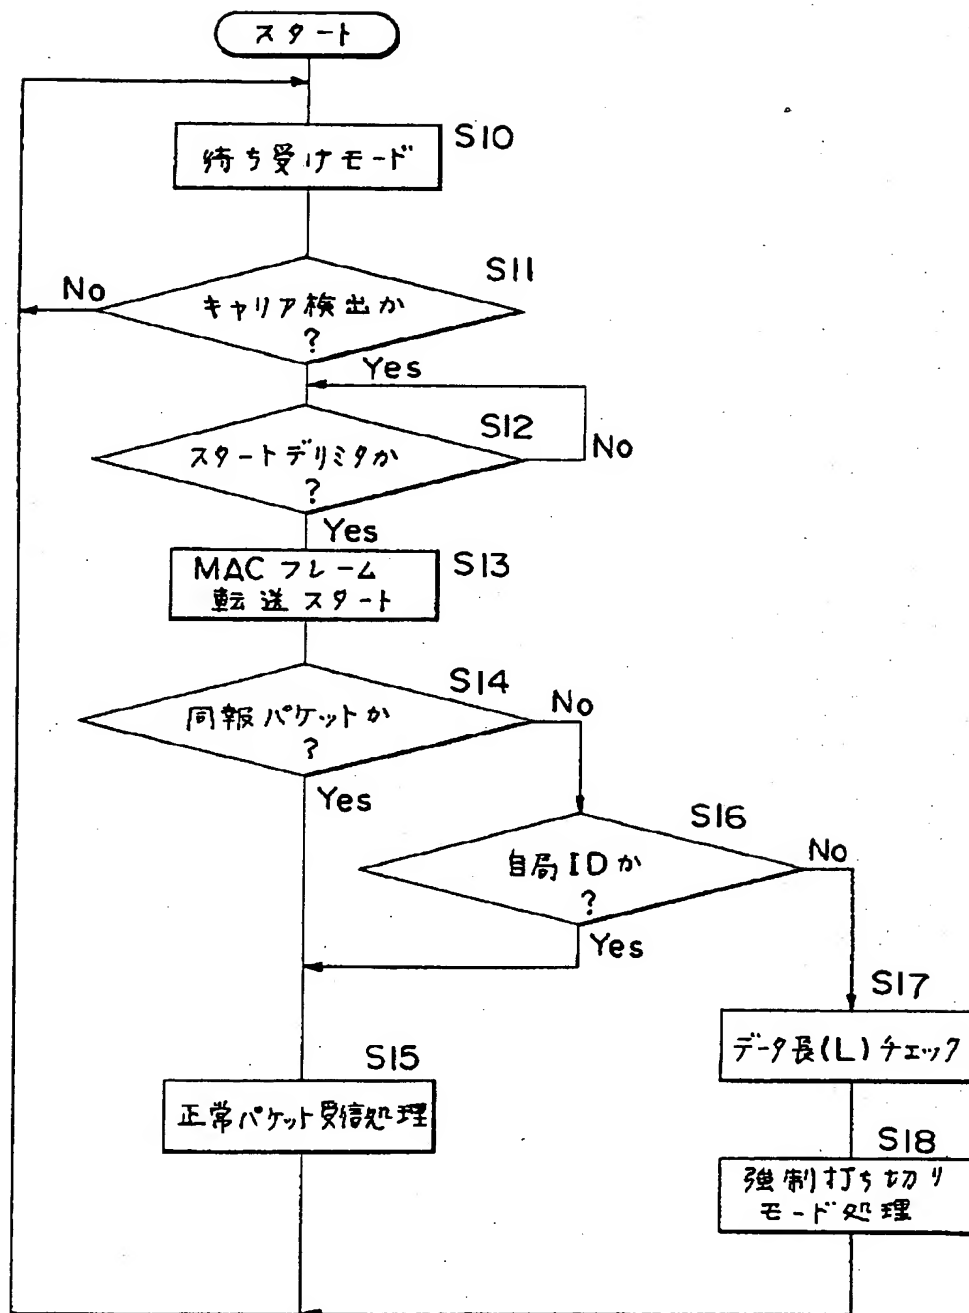 スタート
S10
待ち受けモード
S11
キャリア検出か
?
No
Yes
S12
スタートデリミタか
?
No
Yes
S13
MACフレーム
転送スタート
S14
同報パケットか
?
No
Yes
S16
自局IDか
?
No
Yes
S17
データ長(L)チェック
S15
正常パケット受信処理
S18
強制打ち切り
モード処理